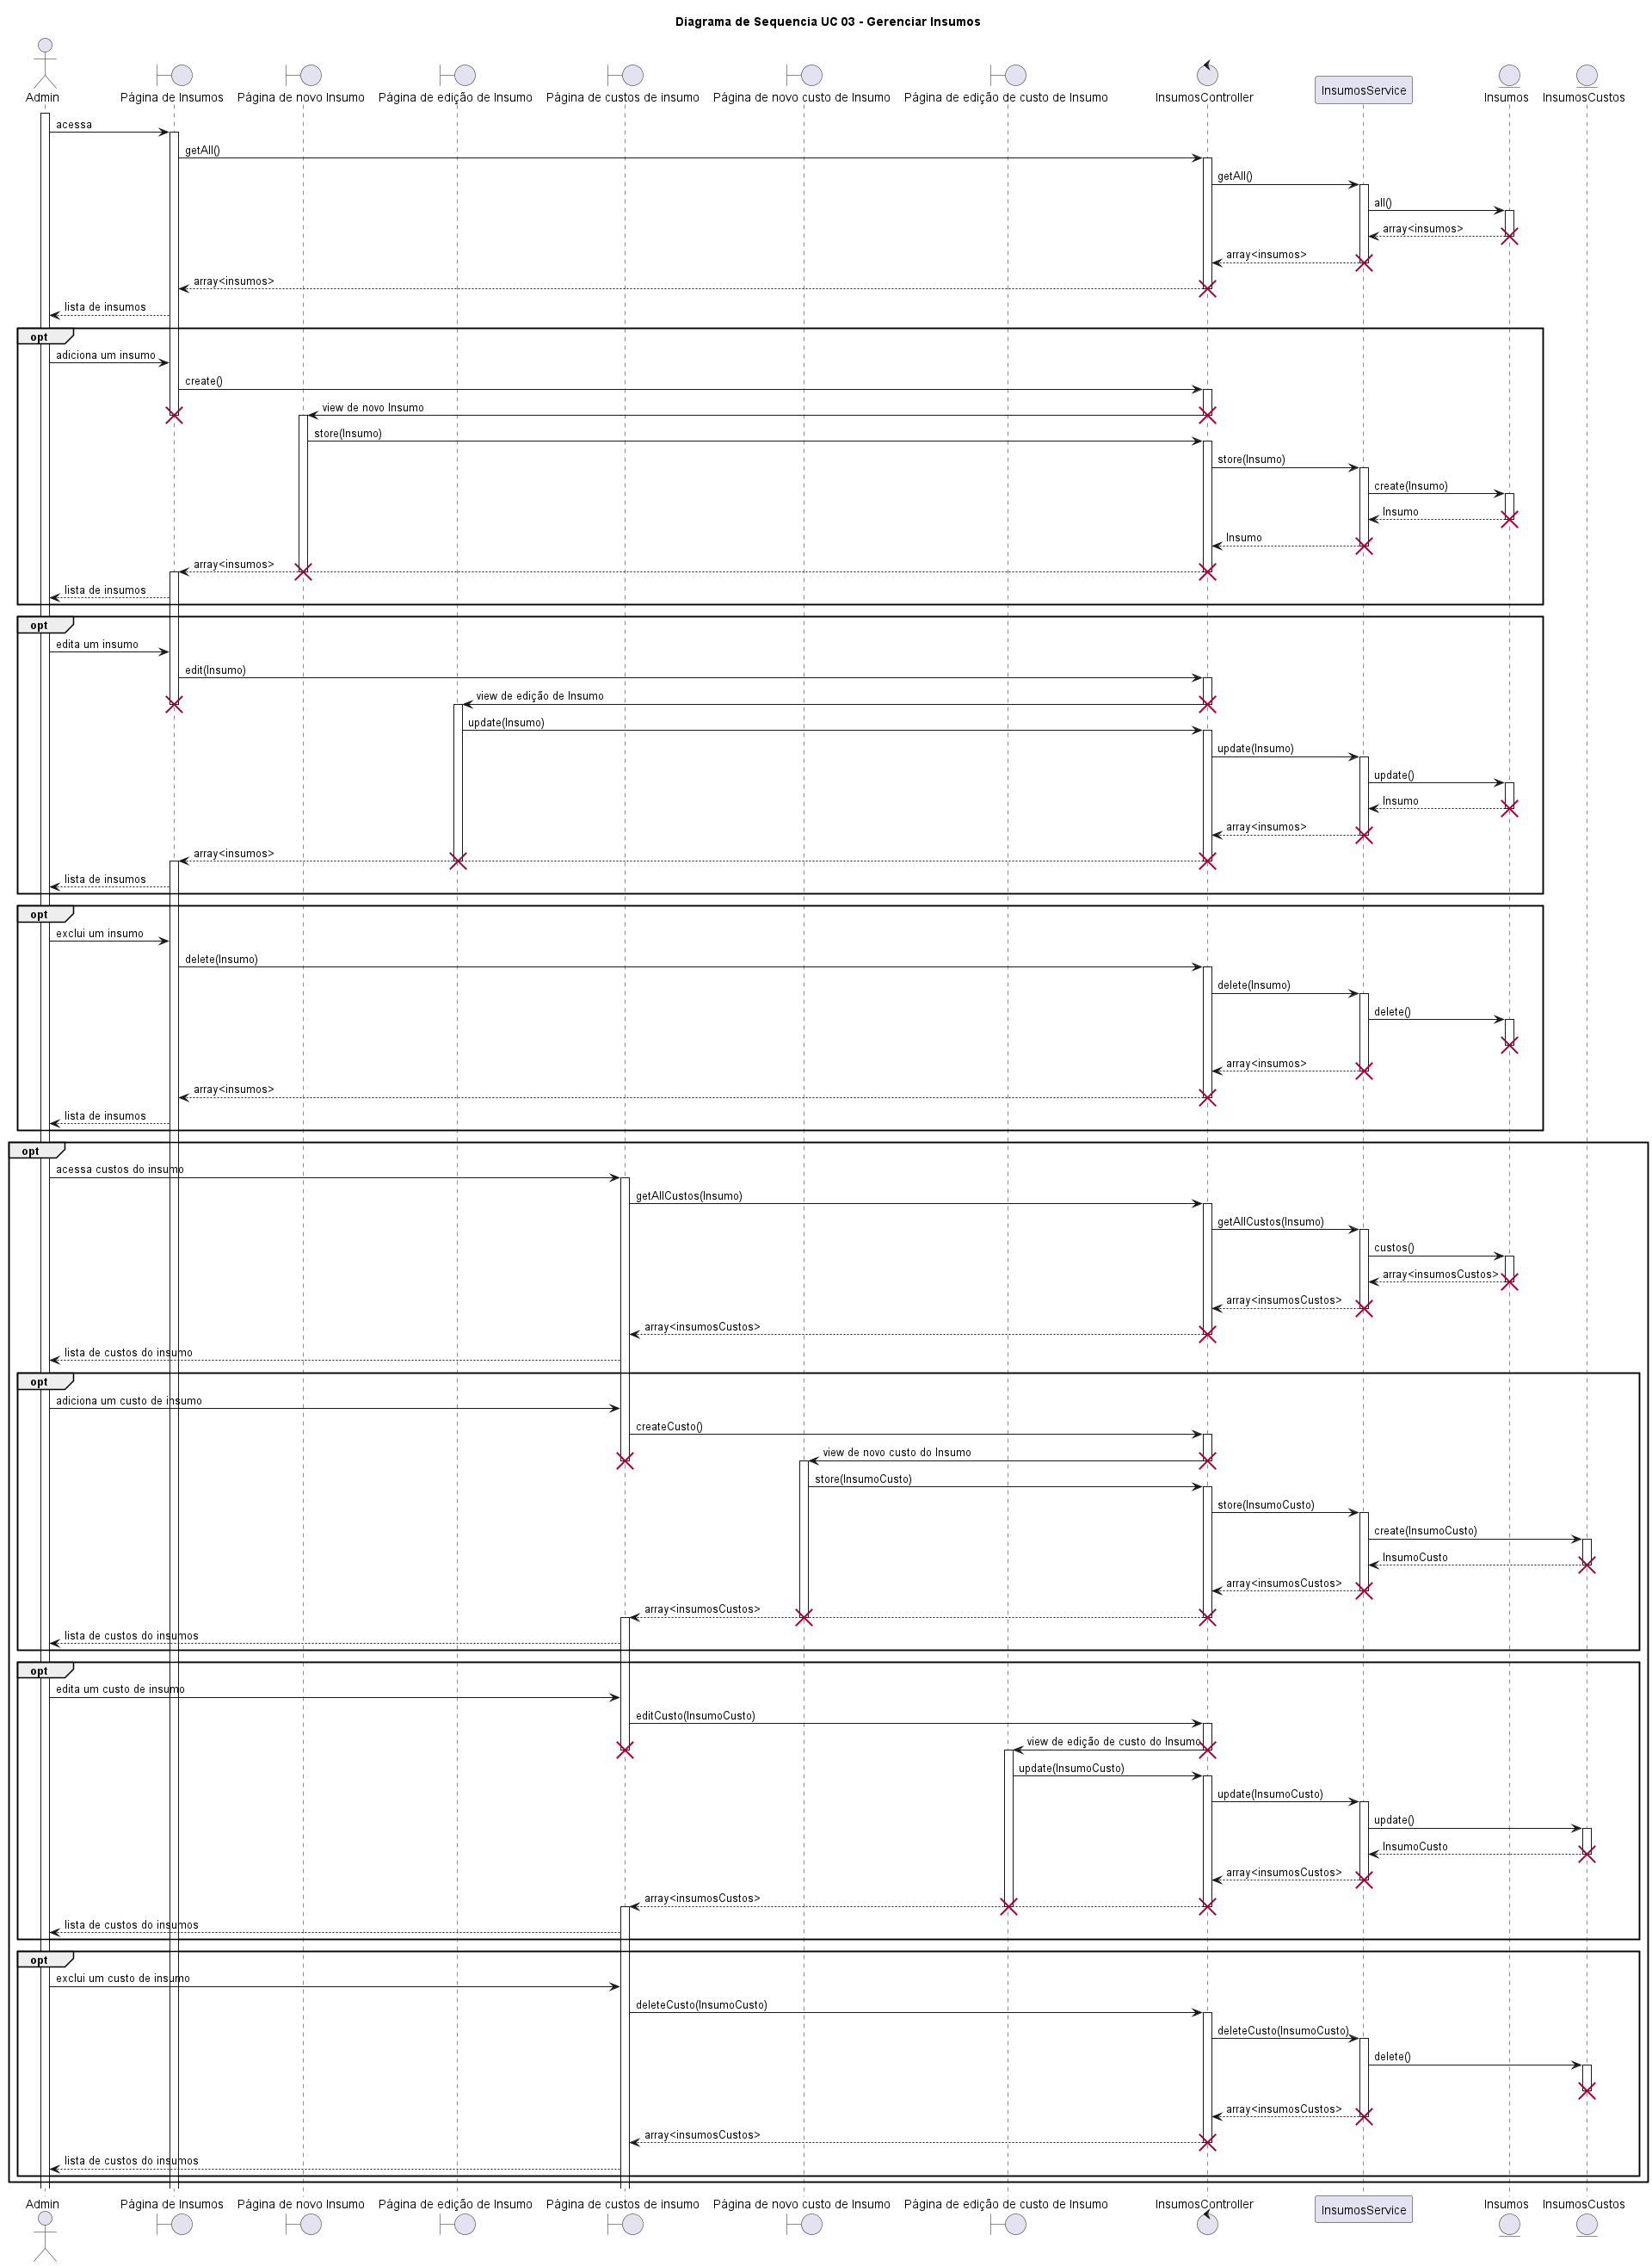 Diagrama de Sequencia UC 03 - Gerenciar Insumos
Admin
Página de Insumos
Página de novo Insumo
Página de edição de Insumo
Página de custos de insumo
Página de novo custo de Insumo
Página de edição de custo de Insumo
InsumosController
InsumosService
Insumos
InsumosCustos
acessa
getAll()
getAll()
all()
array<insumos>
array<insumos>
array<insumos>
lista de insumos
opt
adiciona um insumo
create()
view de novo Insumo
store(Insumo)
store(Insumo)
create(Insumo)
Insumo
Insumo
array<insumos>
lista de insumos
opt
edita um insumo
edit(Insumo)
view de edição de Insumo
update(Insumo)
update(Insumo)
update()
Insumo
array<insumos>
array<insumos>
lista de insumos
opt
exclui um insumo
delete(Insumo)
delete(Insumo)
delete()
array<insumos>
array<insumos>
lista de insumos
opt
acessa custos do insumo
getAllCustos(Insumo)
getAllCustos(Insumo)
custos()
array<insumosCustos>
array<insumosCustos>
array<insumosCustos>
lista de custos do insumo
opt
adiciona um custo de insumo
createCusto()
view de novo custo do Insumo
store(InsumoCusto)
store(InsumoCusto)
create(InsumoCusto)
InsumoCusto
array<insumosCustos>
array<insumosCustos>
lista de custos do insumos
opt
edita um custo de insumo
editCusto(InsumoCusto)
view de edição de custo do Insumo
update(InsumoCusto)
update(InsumoCusto)
update()
InsumoCusto
array<insumosCustos>
array<insumosCustos>
lista de custos do insumos
opt
exclui um custo de insumo
deleteCusto(InsumoCusto)
deleteCusto(InsumoCusto)
delete()
array<insumosCustos>
array<insumosCustos>
lista de custos do insumos
Admin
Página de Insumos
Página de novo Insumo
Página de edição de Insumo
Página de custos de insumo
Página de novo custo de Insumo
Página de edição de custo de Insumo
InsumosController
InsumosService
Insumos
InsumosCustos